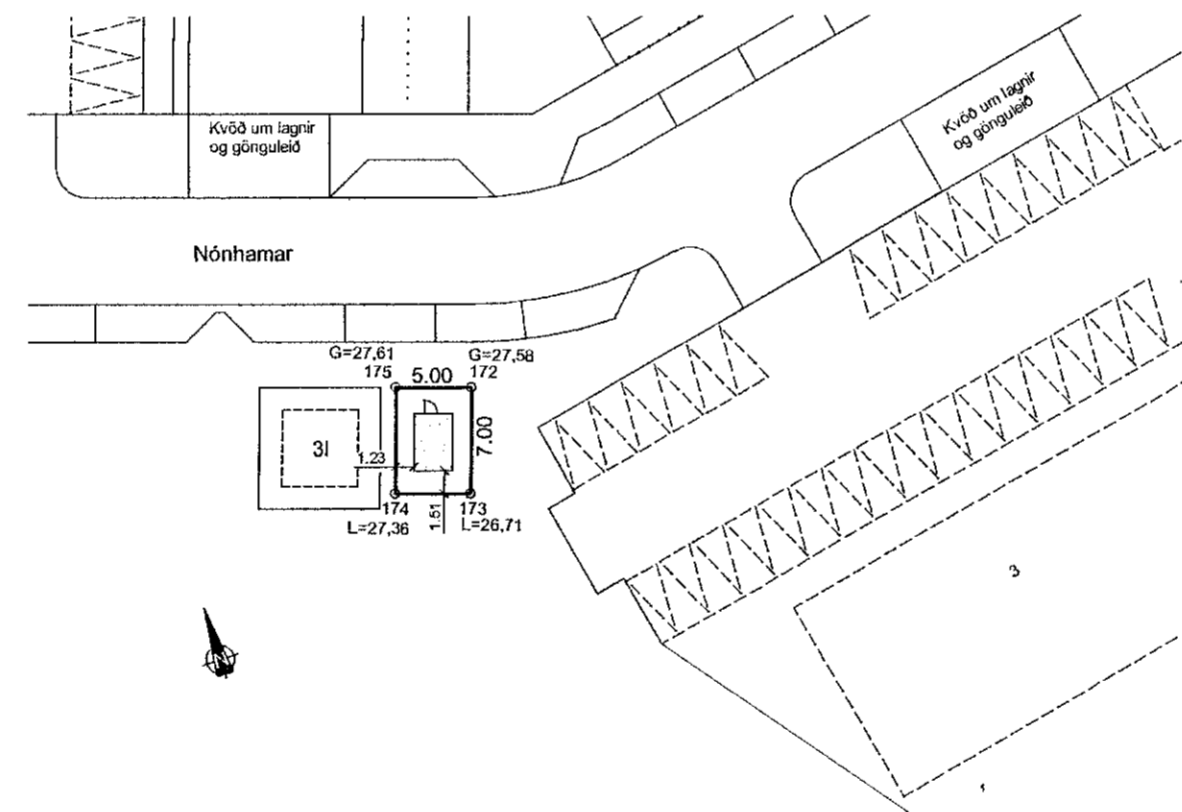 Kvöð um lagnir
og gönguleið
Kvöð um lagnir
og gönguleið
Nónhamar
G=27,61
G=27,58
175
5.00
172
3l
1.23
7.00
174
1.51
173
L=27,36
L=26,71
3
N